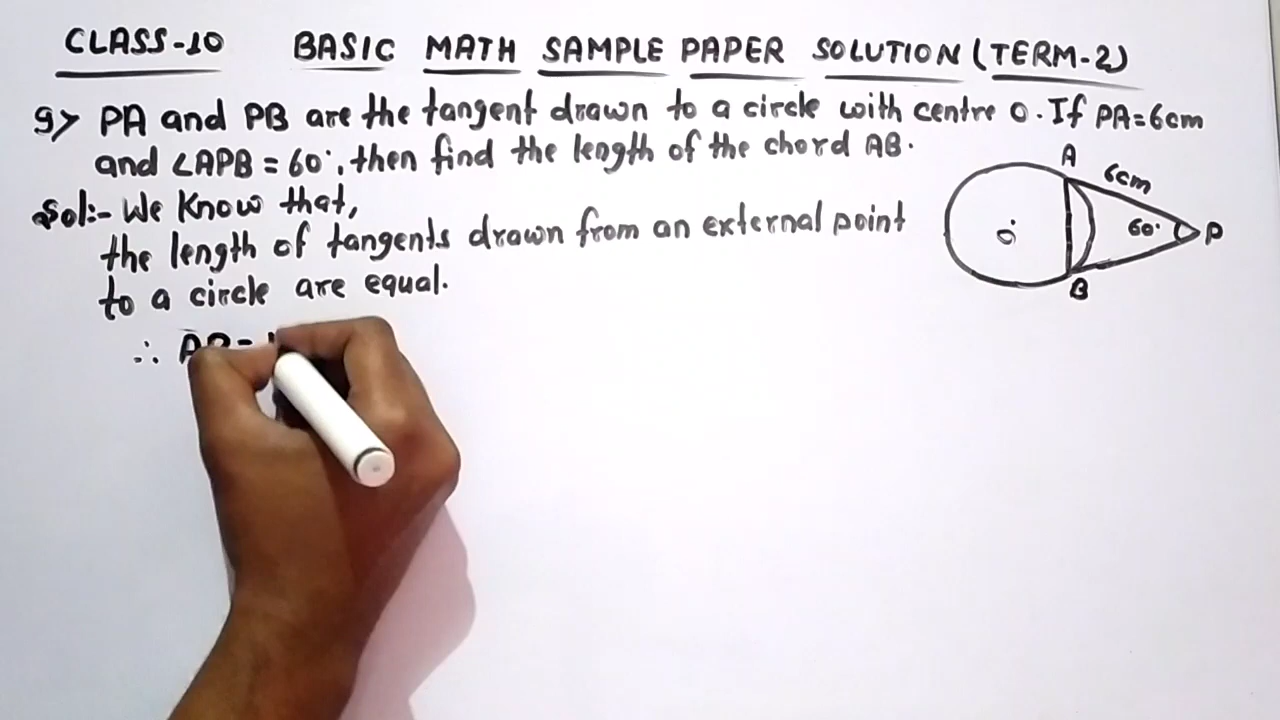 CLASS-10 BASIC MATH SAMPLE PAPER SOLUTION (TERM-2)
9> PA and PB are the tangent drawn to a circle with centre O. If PA=6cm
and ∠APB = 60°, then find the length of the chord AB.
Sol:- We Know that,
the length of tangents drawn from an external point
to a circle are equal.
∴
A
6cm
60°
P
O
B